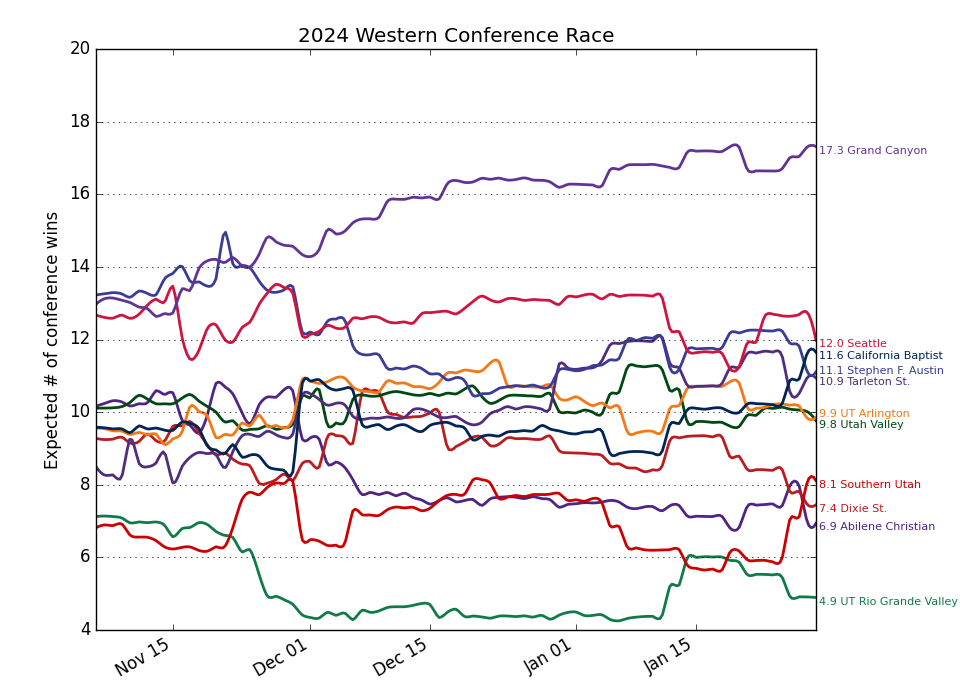 2024 Western Conference Race
Expected # of conference wins
20
18
16
14
12
10
8
6
4
17.3 Grand Canyon
12.0 Seattle
11.6 California Baptist
11.1 Stephen F. Austin
10.9 Tarleton St.
9.9 UT Arlington
9.8 Utah Valley
8.1 Southern Utah
7.4 Dixie St.
6.9 Abilene Christian
4.9 UT Rio Grande Valley
Nov 15
Dec 01
Dec 15
Jan 01
Jan 15